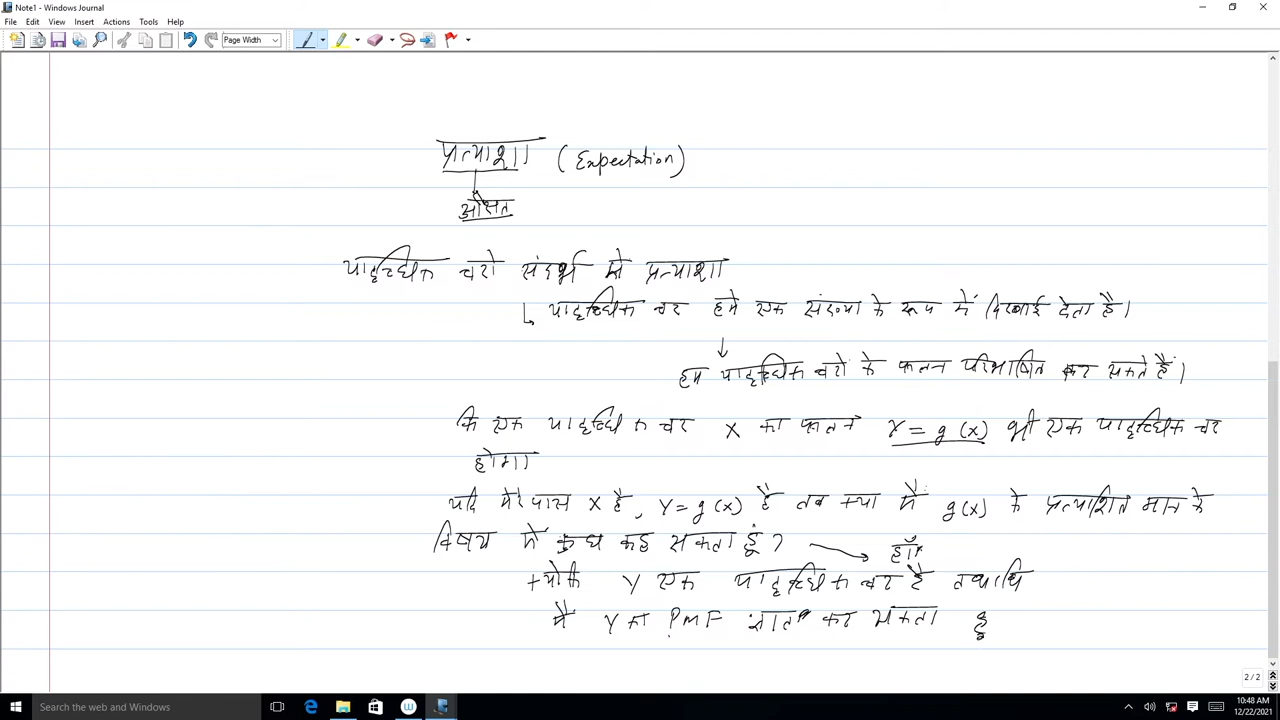 Note1 - Windows Journal
File Edit View Insert Actions Tools Help
Page Width
प्रत्याशा (Expectation)
औसत
यादृच्छिक चरो संदर्भ में प्रत्याशा
यादृच्छिक चर हमें एक संख्या के रूप में दिखाई देता है।
हम यादृच्छिक चरो के फलन परिभाषित कर सकते हैं।
कि एक यादृच्छिक चर X का फलन Y = g(x) भी एक यादृच्छिक चर
होगा
यदि मेरे पास X है, Y = g(x) है तब क्या में g(x) के प्रत्याशित मान के
विषय में कुछ कह सकता हूं ? हाँ
क्योंकि Y एक यादृच्छिक चर है तथापि
में Y का PMF ज्ञात कर सकता हूं
2 / 2
Search the web and Windows
10:48 AM
12/22/2021